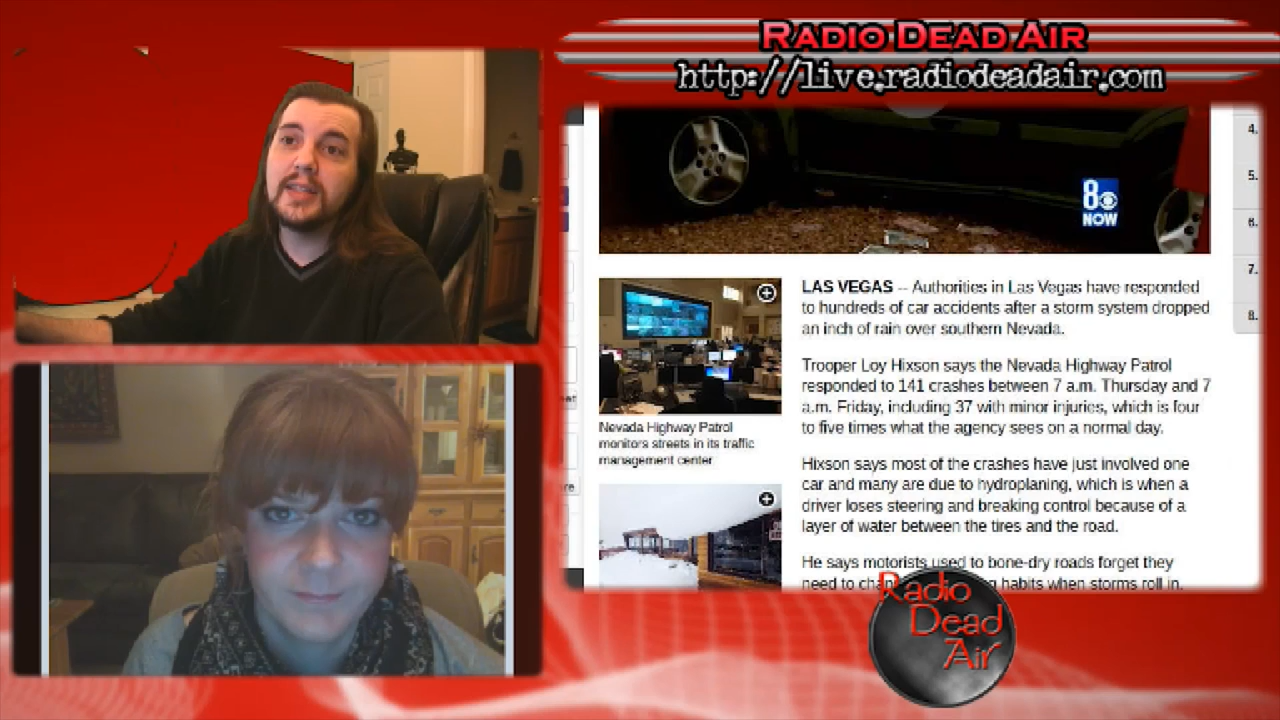 RADIO DEAD AIR
http://live.radiodeadair.com
4.
5.
6.
7.
8.
8
NOW
LAS VEGAS -- Authorities in Las Vegas have responded
to hundreds of car accidents after a storm system dropped
an inch of rain over southern Nevada.
Trooper Loy Hixson says the Nevada Highway Patrol
responded to 141 crashes between 7 a.m. Thursday and 7
a.m. Friday, including 37 with minor injuries, which is four
to five times what the agency sees on a normal day.
Nevada Highway Patrol
monitors streets in its traffic
management center
Hixson says most of the crashes have just involved one
car and many are due to hydroplaning, which is when a
driver loses steering and breaking control because of a
layer of water between the tires and the road.
He says motorists used to bone-dry roads forget they
need to habits when storms roll in.
Radio
Dead
Air